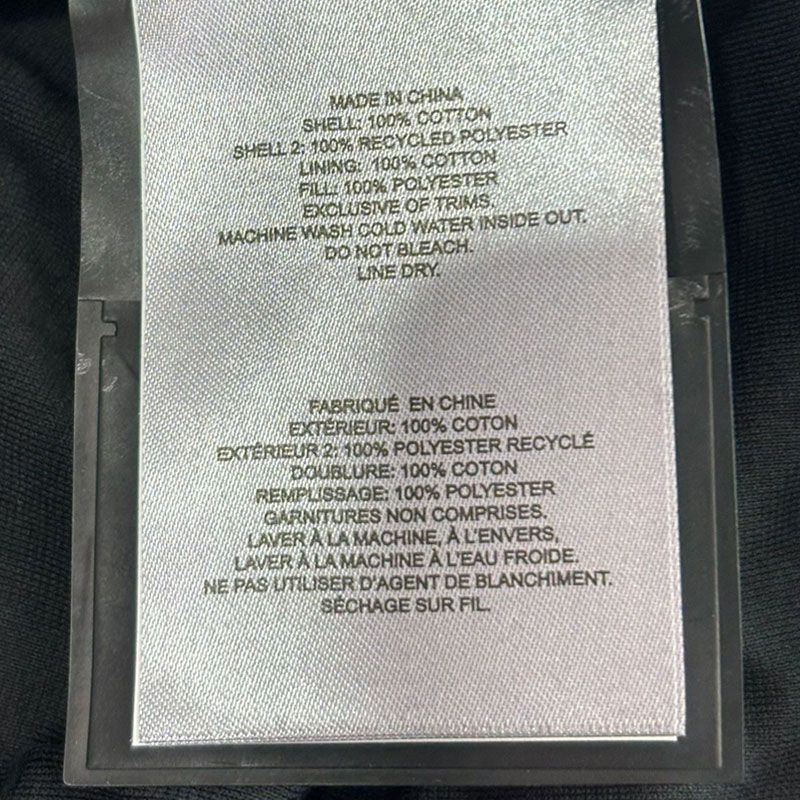 MADE IN CHINA
SHELL: 100% COTTON
SHELL 2: 100% RECYCLED POLYESTER
LINING: 100% COTTON
FILL: 100% POLYESTER
EXCLUSIVE OF TRIMS.
MACHINE WASH COLD WATER INSIDE OUT.
DO NOT BLEACH.
LINE DRY.
FABRIQUÉ EN CHINE
EXTÉRIEUR: 100% COTON
EXTÉRIEUR 2: 100% POLYESTER RECYCLÉ
DOUBLURE: 100% COTON
REMPLISSAGE: 100% POLYESTER
GARNITURES NON COMPRISES.
LAVER À LA MACHINE, À L'ENVERS,
LAVER À LA MACHINE À L'EAU FROIDE.
NE PAS UTILISER D'AGENT DE BLANCHIMENT.
SÉCHAGE SUR FIL.